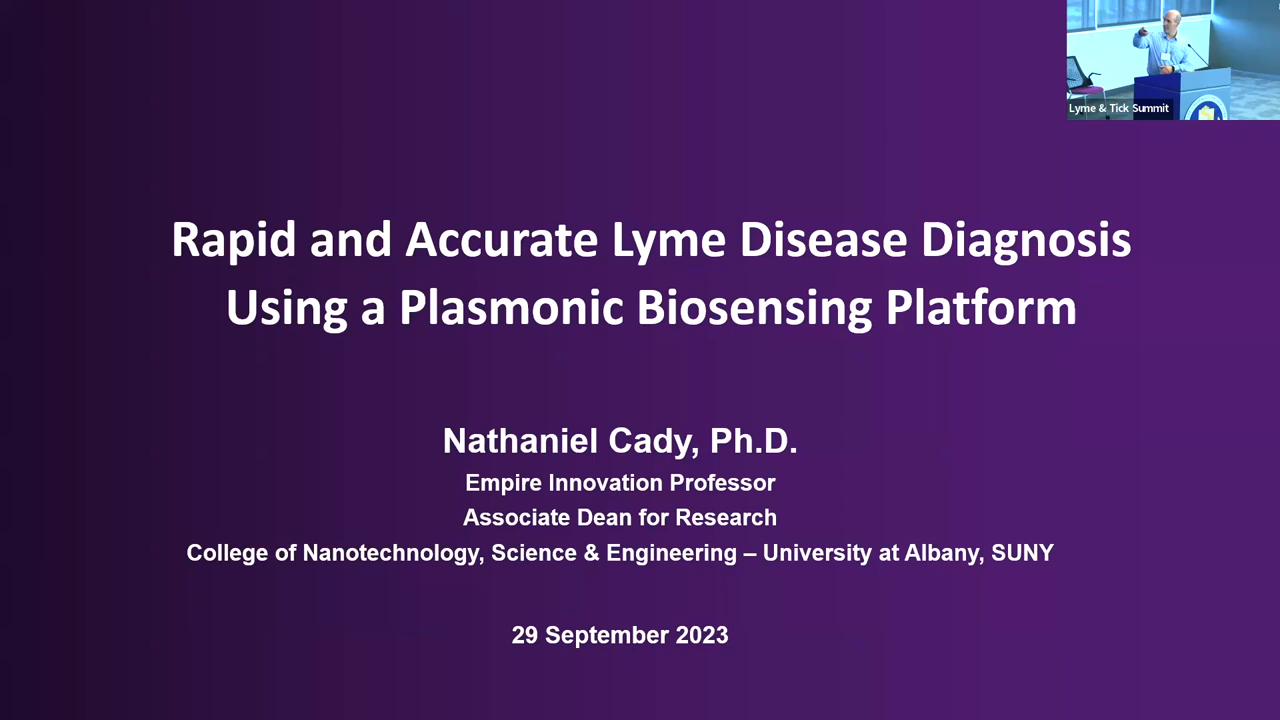 Lyme & Tick Summit
Rapid and Accurate Lyme Disease Diagnosis
Using a Plasmonic Biosensing Platform
Nathaniel Cady, Ph.D.
Empire Innovation Professor
Associate Dean for Research
College of Nanotechnology, Science & Engineering – University at Albany, SUNY
29 September 2023